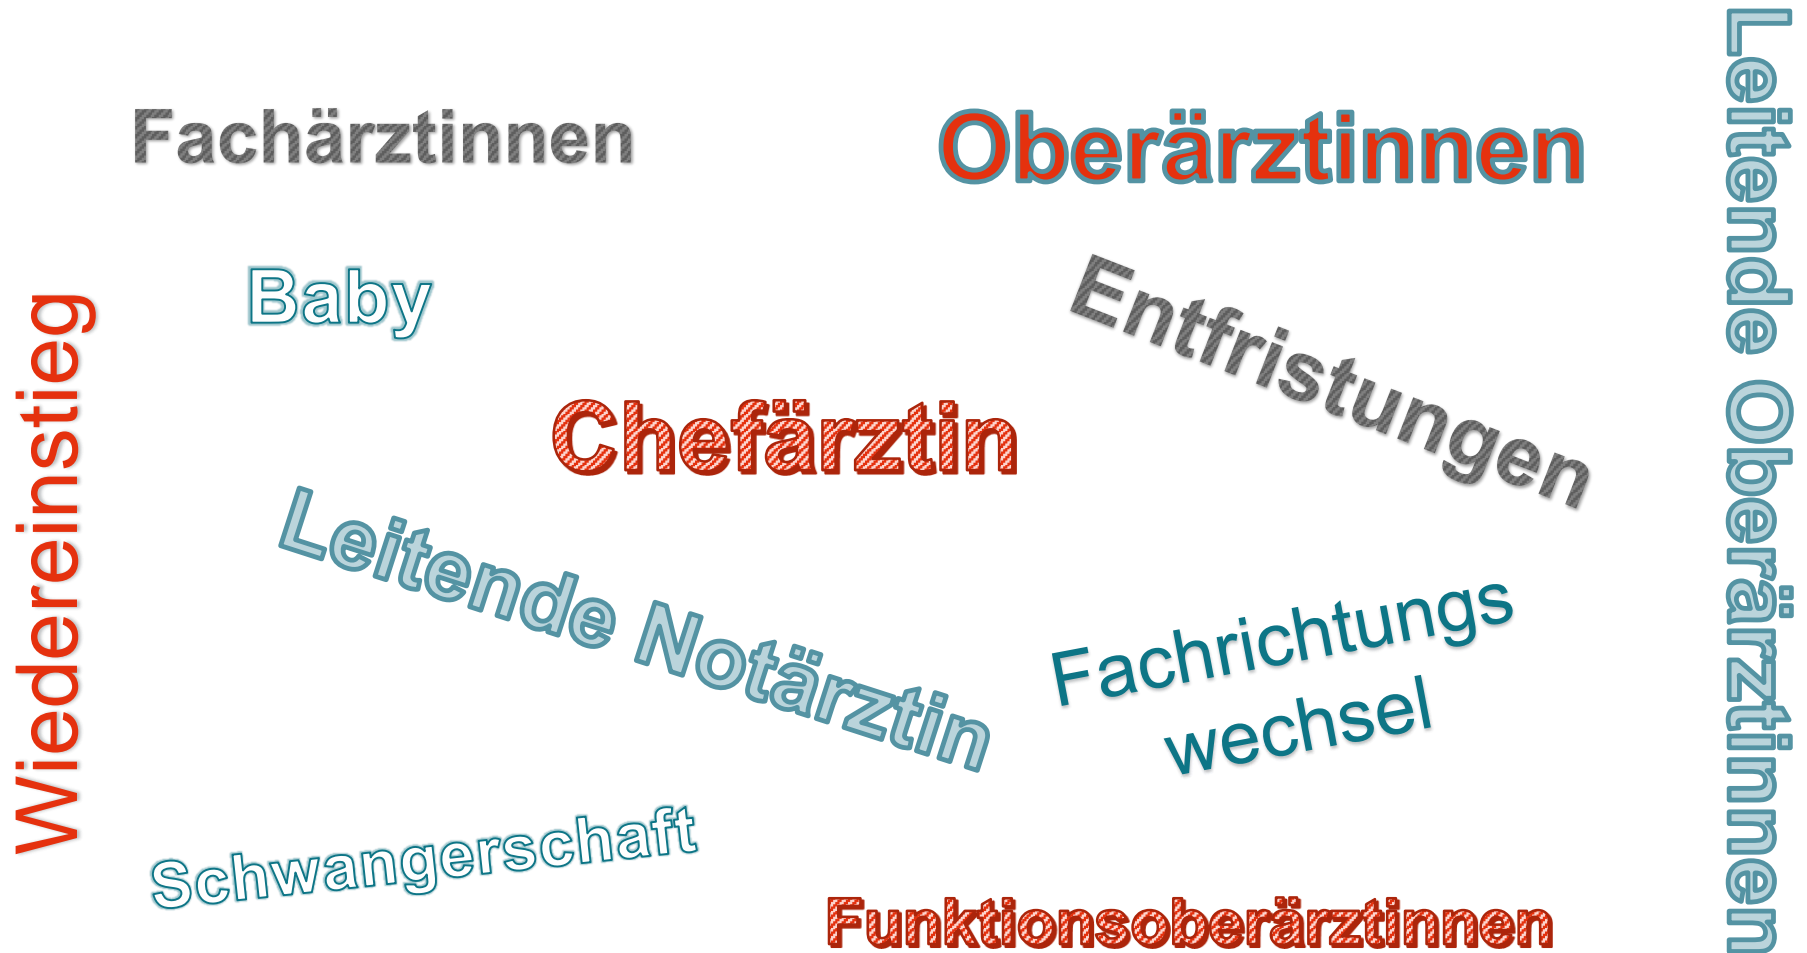 Fachärztinnen
Oberärztinnen
Leitende Oberärztinnen
Baby
Entfristungen
Wiedereinstieg
Chefärztin
Leitende Notärztin
Fachrichtungs
wechsel
Schwangerschaft
Funktionsoberärztinnen